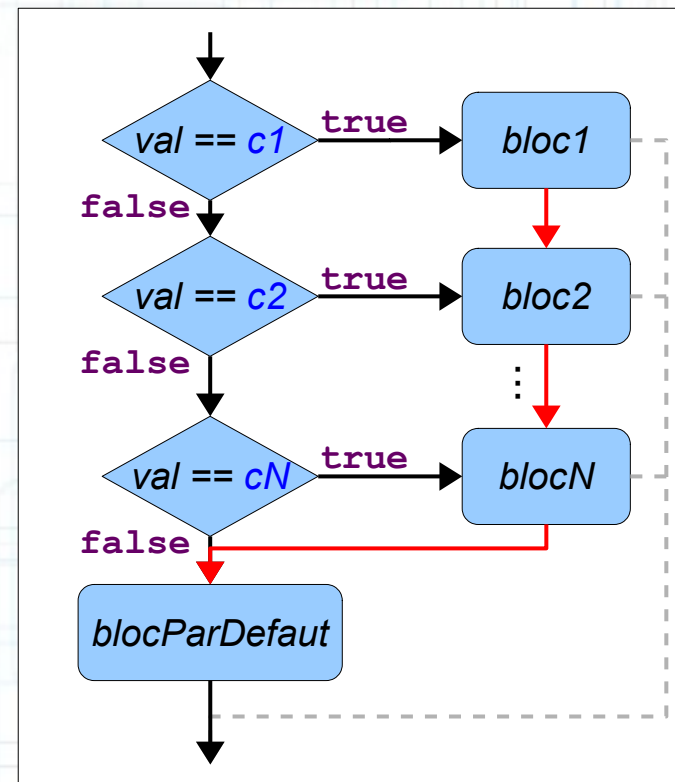 val == c1
true
bloc1
false
val == c2
true
bloc2
false
⋮
val == cN
true
blocN
false
blocParDefaut